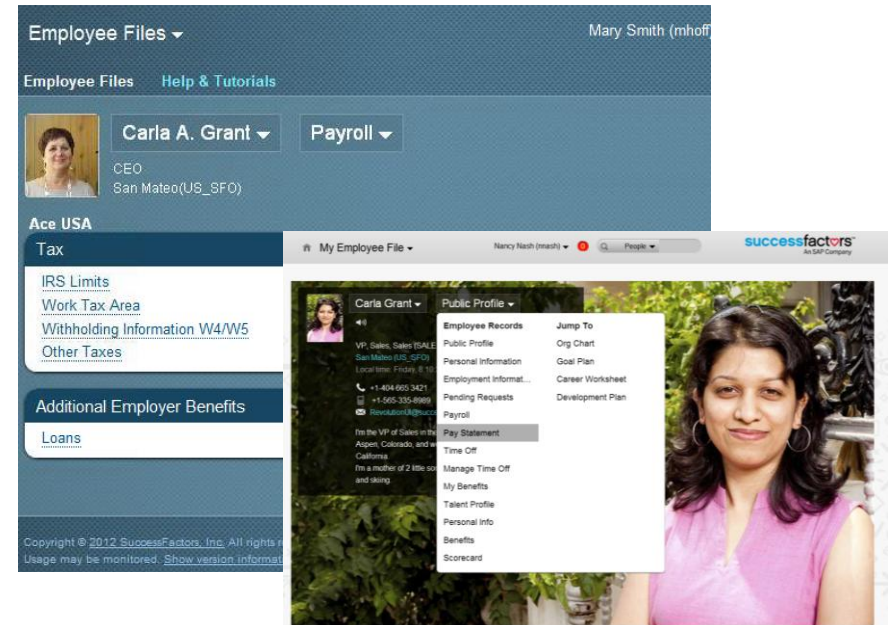 Employee Files
Mary Smith (mhoff
Employee Files Help & Tutorials
Carla A. Grant Payroll
CEO
San Mateo(US_SFO)
Ace USA
Tax
IRS Limits
Work Tax Area
Withholding Information W4/W5
Other Taxes
Additional Employer Benefits
Loans
Copyright © 2012 SuccessFactors, Inc. All rights
Usage may be monitored. Show version informat
My Employee File
Nancy Nash (nnash)
0
People
successfactors™
An SAP Company
Carla Grant Public Profile
VP, Sales, Sales (SALE
San Mateo (US_SFO)
Local time: Friday, 8:10
+1-404-665 3421
+1-565-335-8989
RevolutionUI@succ
I'm the VP of Sales in the
Aspen, Colorado, and w
California.
I'm a mother of 2 little so
and skiing.
Employee Records
Public Profile
Personal Information
Employment Informat...
Pending Requests
Payroll
Pay Statement
Time Off
Manage Time Off
My Benefits
Talent Profile
Personal Info
Benefits
Scorecard
Jump To
Org Chart
Goal Plan
Career Worksheet
Development Plan